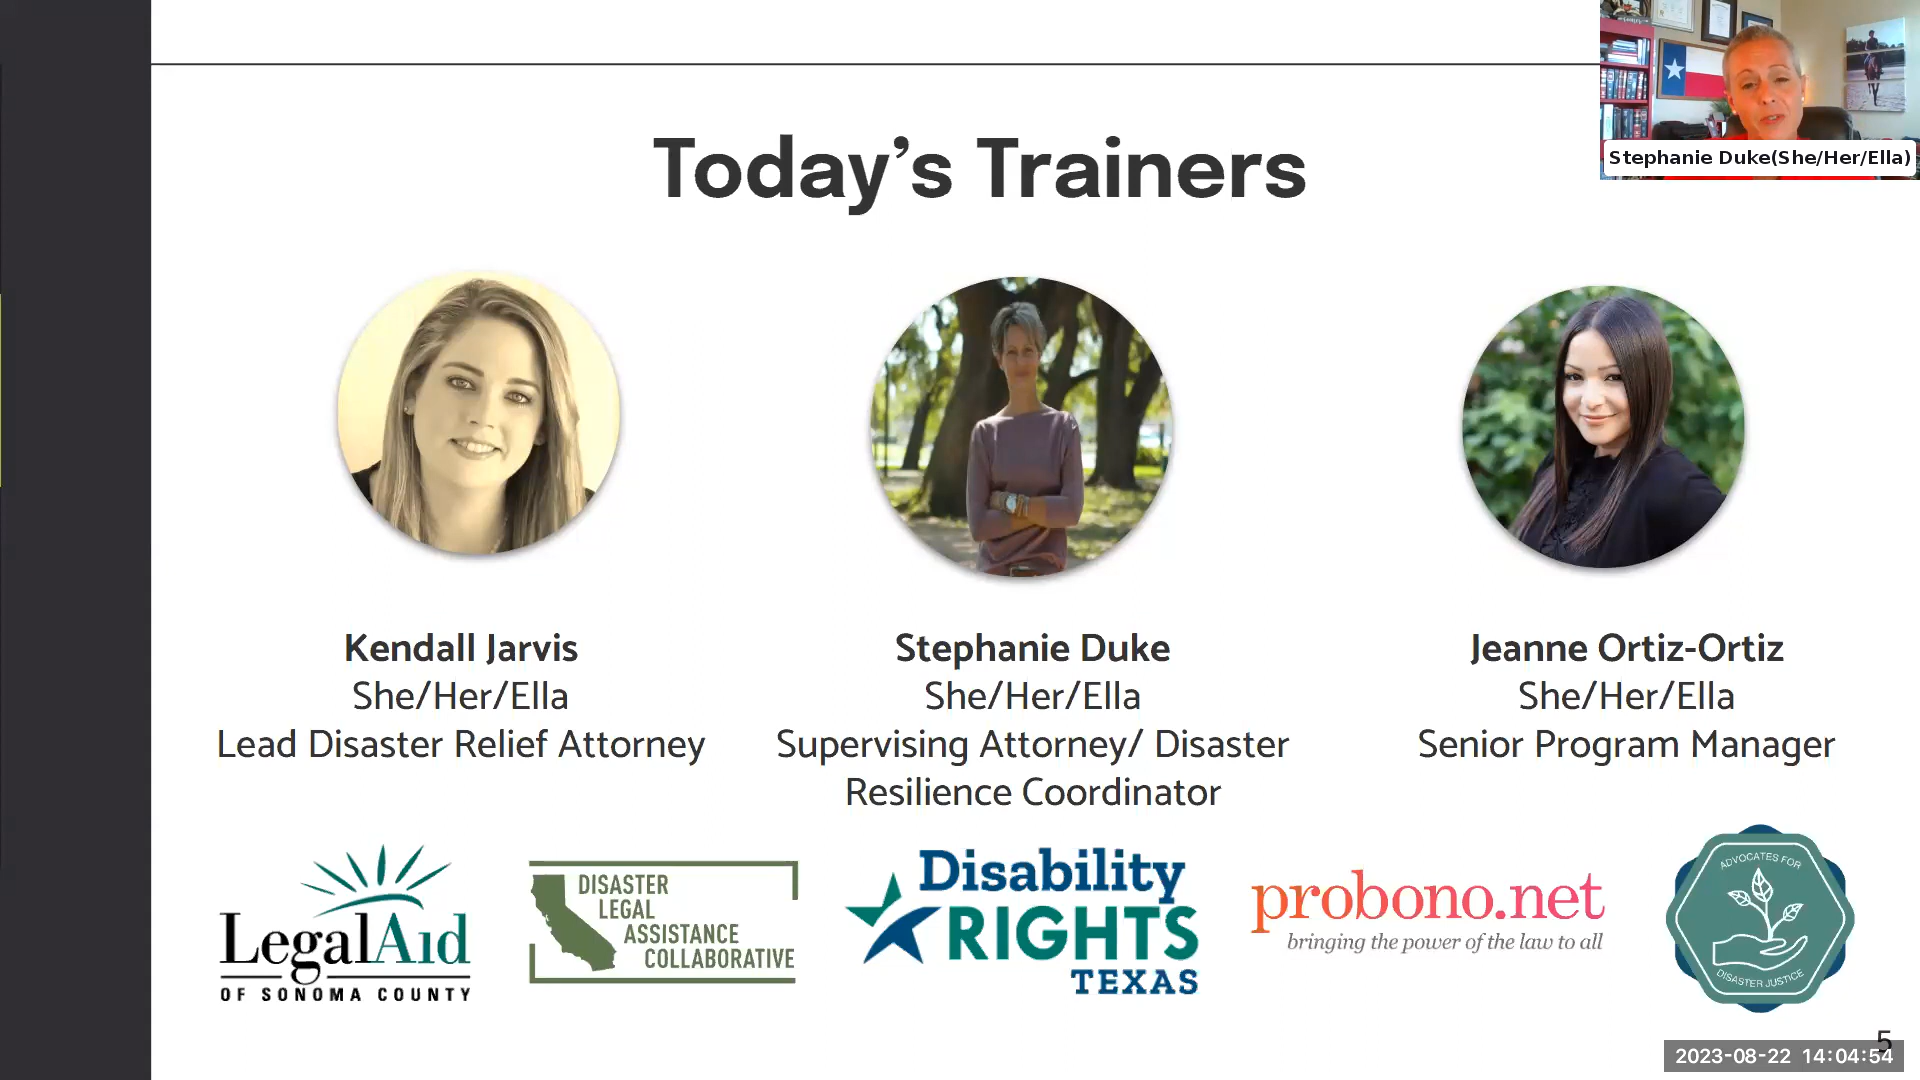 Today's Trainers
Stephanie Duke(She/Her/Ella)
Kendall Jarvis
She/Her/Ella
Lead Disaster Relief Attorney
Stephanie Duke
She/Her/Ella
Supervising Attorney/ Disaster
Resilience Coordinator
Jeanne Ortiz-Ortiz
She/Her/Ella
Senior Program Manager
LegalAid
OF SONOMA COUNTY
DISASTER
LEGAL
ASSISTANCE
COLLABORATIVE
Disability
RIGHTS
TEXAS
probono.net
bringing the power of the law to all
ADVOCATES FOR
DISASTER JUSTICE
5
2023-08-22 14:04:54